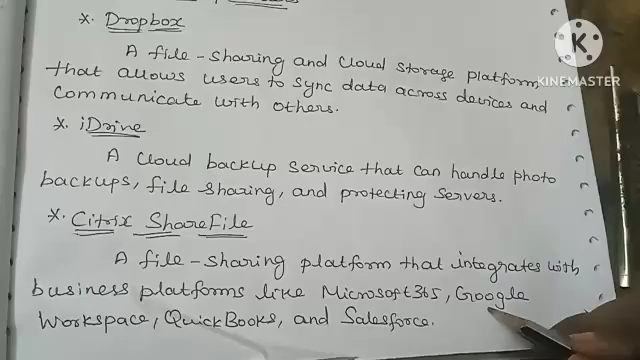 *. Dropbox
A file-sharing and cloud storage platform
that allows users to sync data across devices and
communicate with others.
*. iDrive
A cloud backup service that can handle photo
backups, file sharing, and protecting servers.
*. Citrix ShareFile
A file-sharing platform that integrates with
business platforms like Microsoft 365, Google
Workspace, QuickBooks, and Salesforce.
KINEMASTER